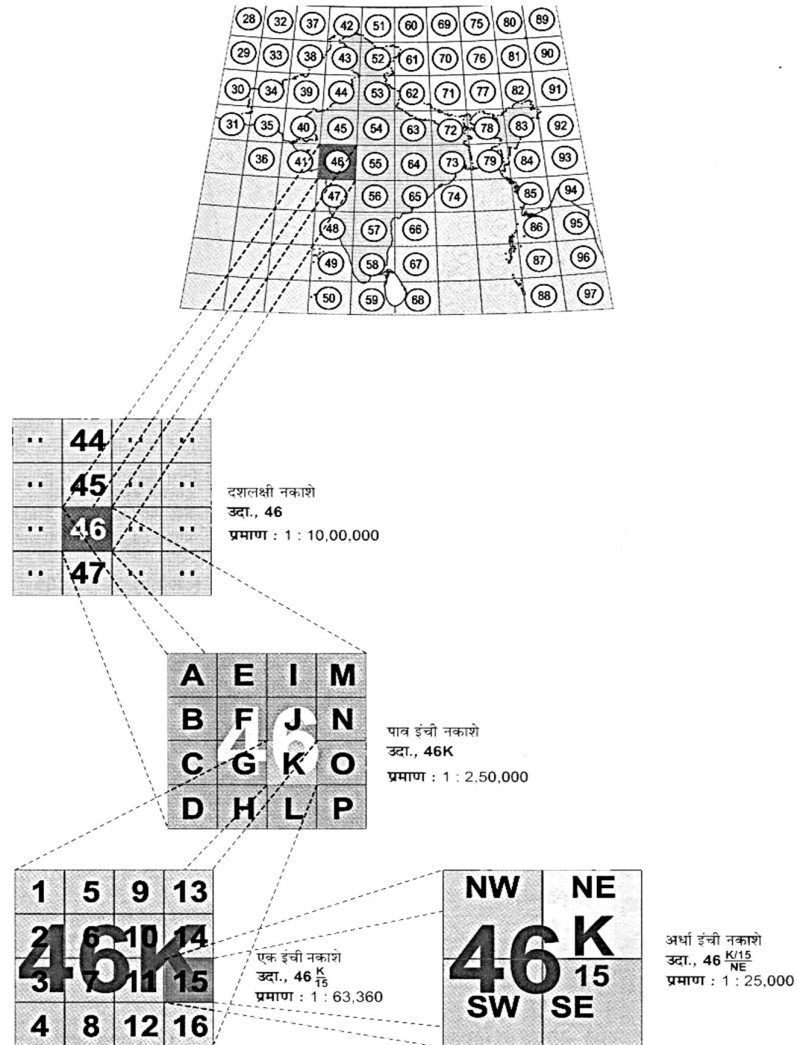 28 32 37 42 51 60 69 75 80 89
29 33 38 43 52 61 70 76 81 90
30 34 39 44 53 62 71 77 82 91
31 35 40 45 54 63 72 78 83 92
36 41 46 55 64 73 79 84 93
47 56 65 74 85 94
48 57 66 86 95
49 58 67 87 96
50 59 68 88 97
.. 44 .. ..
.. 45 .. ..
.. 46 .. ..
.. 47 .. ..
दशलक्षी नकाशे
उदा., 46
प्रमाण : 1 : 10,00,000
A E I M
B F J N
46
C G K O
D H L P
पाव इंची नकाशे
उदा., 46K
प्रमाण : 1 : 2,50,000
1 5 9 13
2 6 10 14
46K
3 7 11 15
4 8 12 16
एक इंची नकाशे
उदा., 46 K/15
प्रमाण : 1 : 63,360
NW NE
46 K
15
SW SE
अर्धा इंची नकाशे
उदा., 46 K/15/NE
प्रमाण : 1 : 25,000